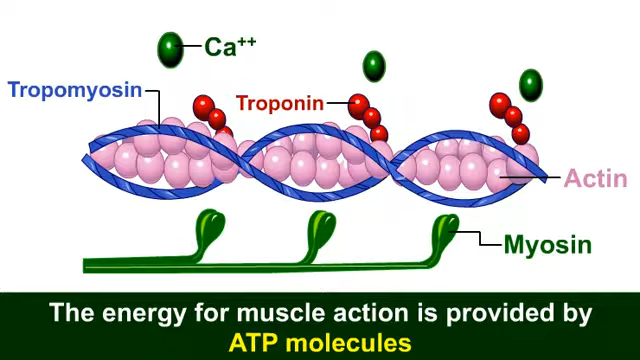 Ca⁺⁺
Tropomyosin
Troponin
Actin
Myosin
The energy for muscle action is provided by
ATP molecules